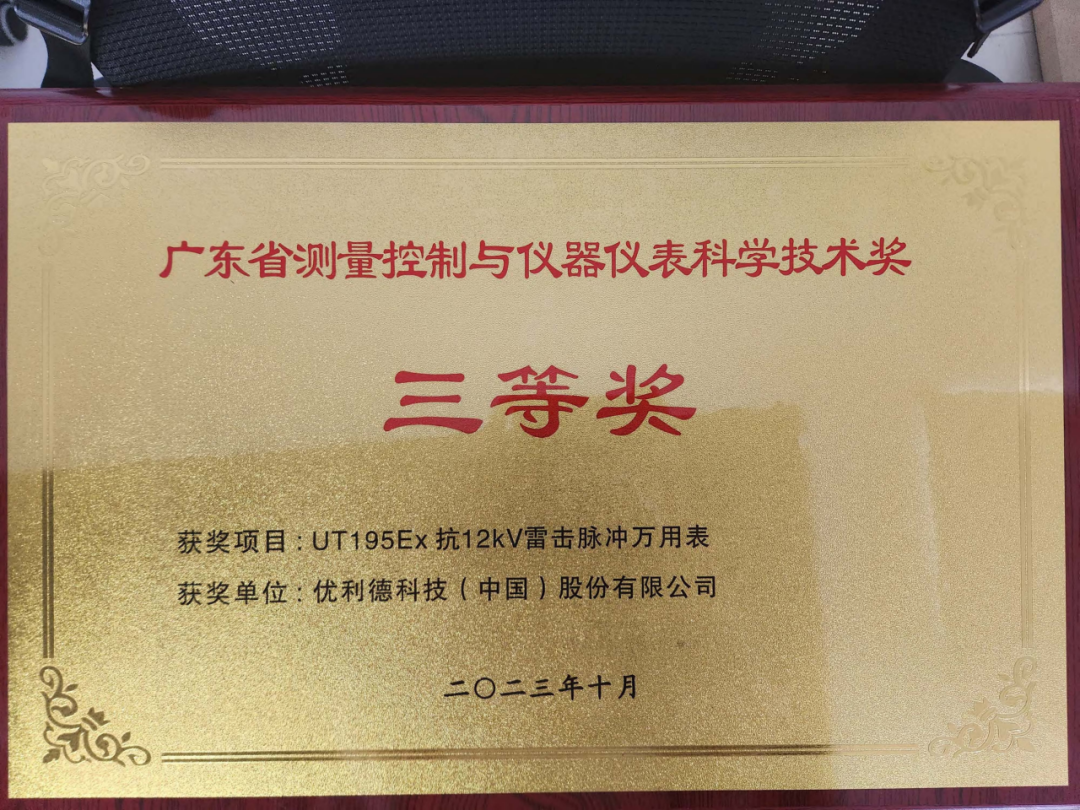 广东省测量控制与仪器仪表科学技术奖
三等奖
获奖项目：UT195Ex 抗12kV雷击脉冲万用表
获奖单位：优利德科技（中国）股份有限公司
二〇二三年十月